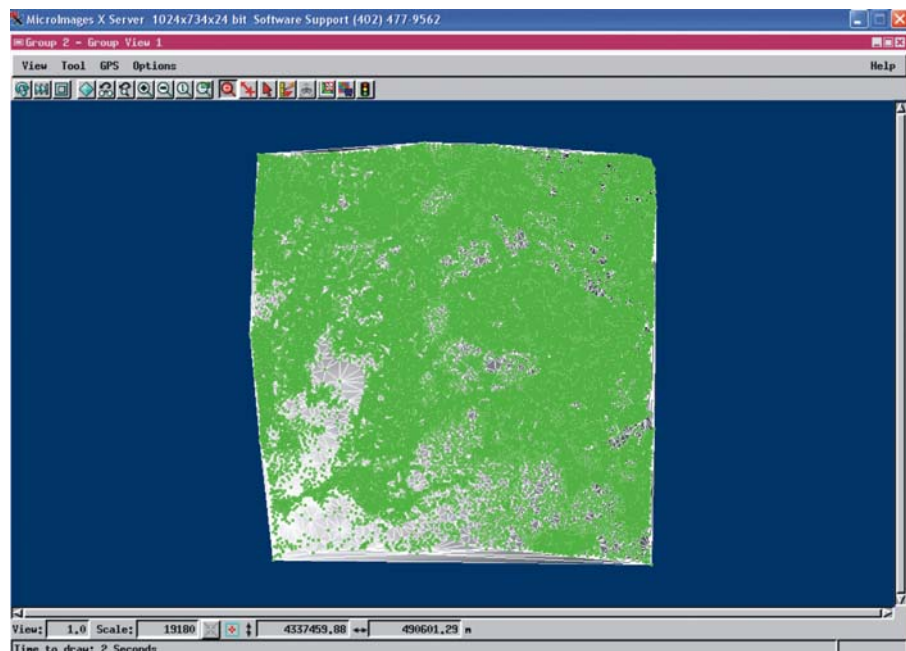 MicroImages X Server 1024x734x24 bit Software Support (402) 477-9562
Group 2 - Group View 1
View Tool GPS Options Help
View: 1.0 Scale: 19180 4337459.88 490601.29 m
Time to draw: 2 Seconds